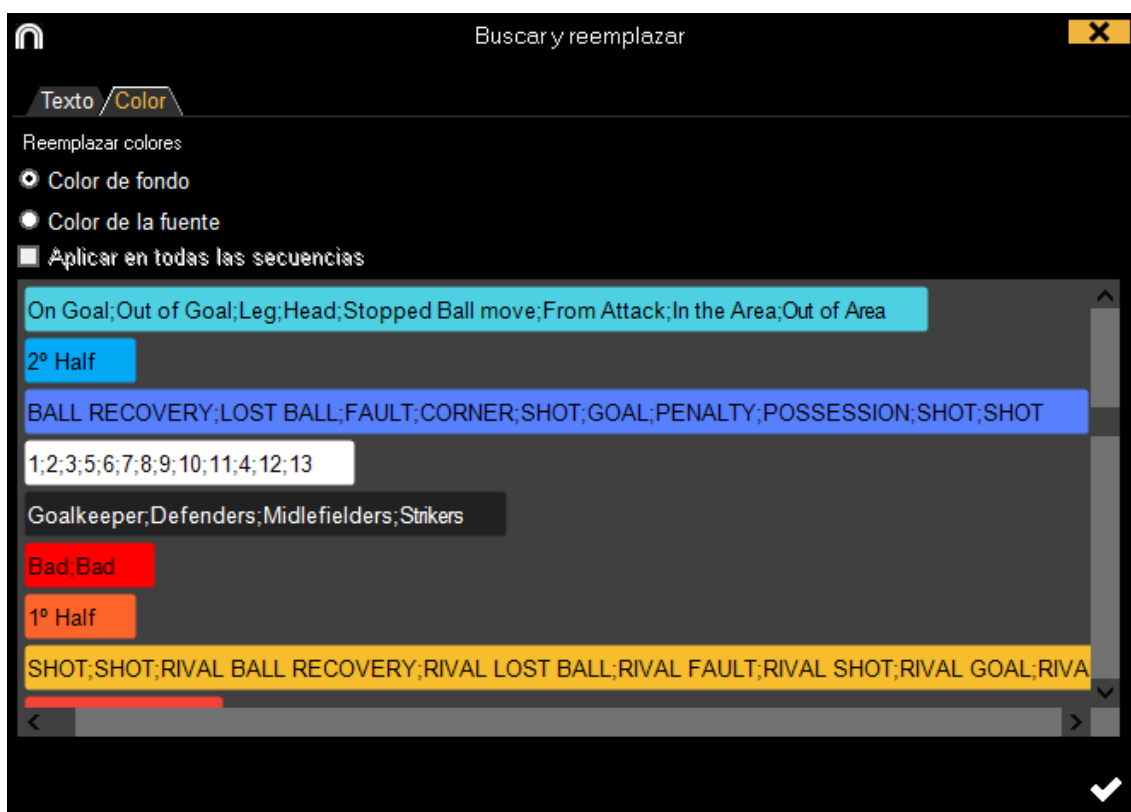 Buscar y reemplazar
Texto Color
Reemplazar colores
Color de fondo
Color de la fuente
Aplicar en todas las secuencias
On Goal;Out of Goal;Leg;Head;Stopped Ball move;From Attack;In the Area;Out of Area
2º Half
BALL RECOVERY;LOST BALL;FAULT;CORNER;SHOT;GOAL;PENALTY;POSSESSION;SHOT;SHOT
1;2;3;5;6;7;8;9;10;11;4;12;13
Goalkeeper;Defenders;Midlefielders;Strikers
Bad;Bad
1º Half
SHOT;SHOT;RIVAL BALL RECOVERY;RIVAL LOST BALL;RIVAL FAULT;RIVAL SHOT;RIVAL GOAL;RIVA